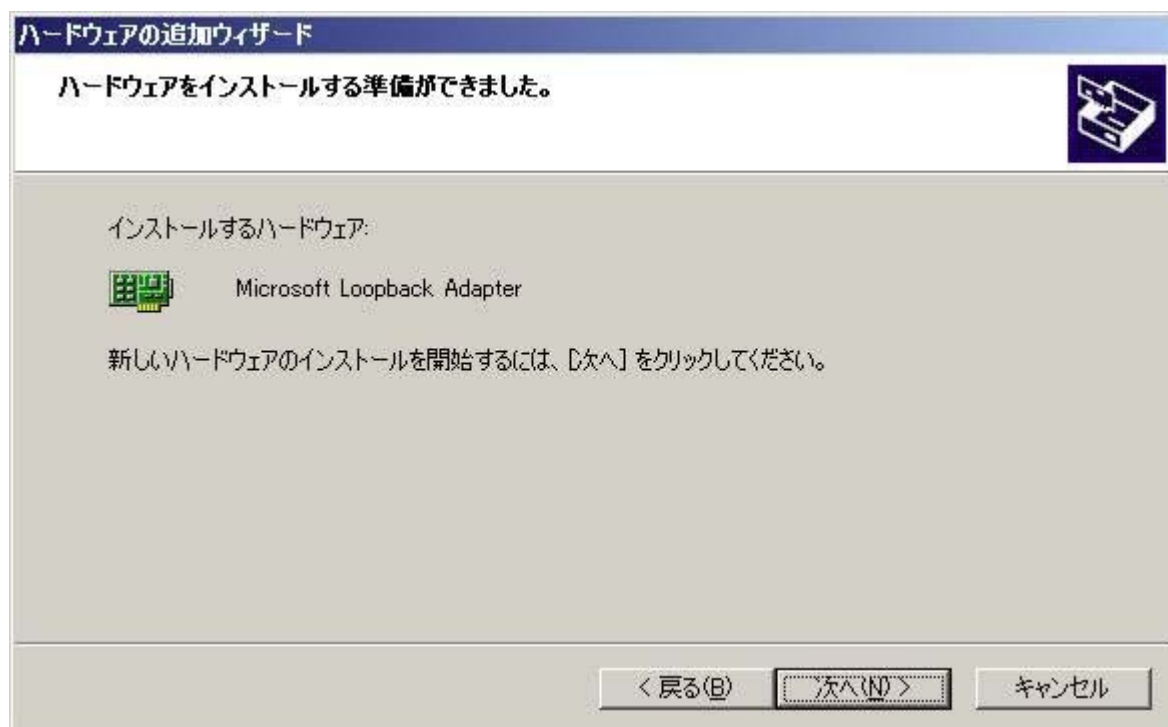 ハードウェアの追加ウィザード
ハードウェアをインストールする準備ができました。
インストールするハードウェア:
Microsoft Loopback Adapter
新しいハードウェアのインストールを開始するには、[次へ] をクリックしてください。
< 戻る(B)
次へ(N) >
キャンセル